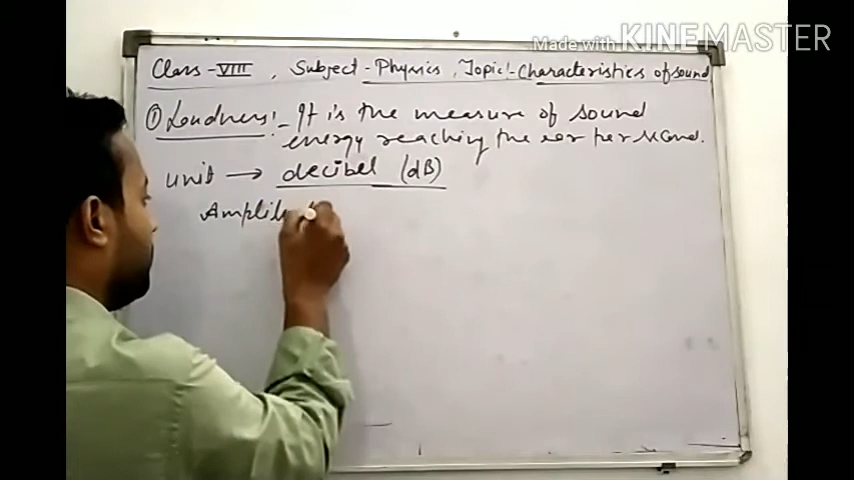 Made with KINEMASTER
Class-VIII, Subject-Physics, Topic!-Characteristics of sound
① Loudness:- It is the measure of sound
energy reaching the ear per second.
unit → decibel (dB)